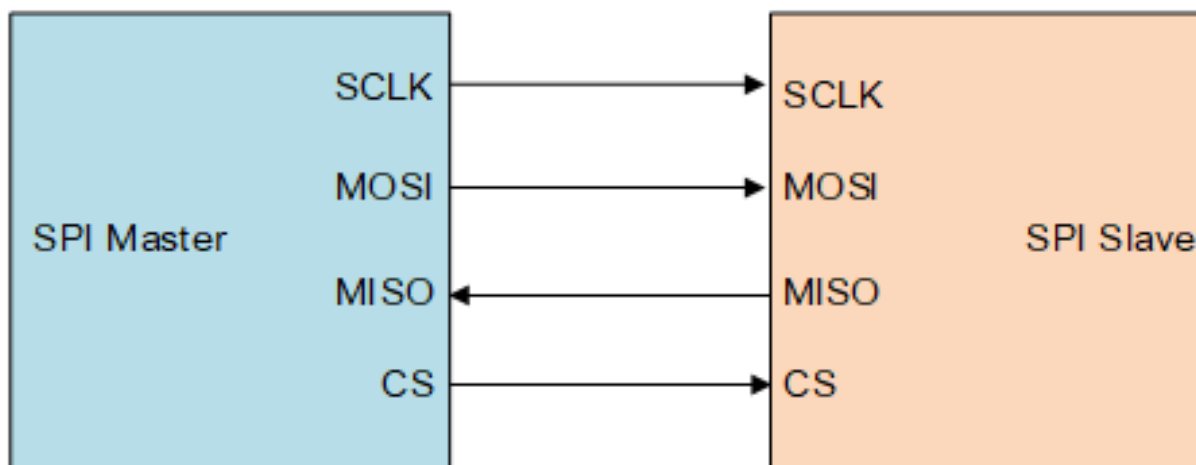 SCLK
SCLK
MOSI
MOSI
SPI Master
SPI Slave
MISO
MISO
CS
CS